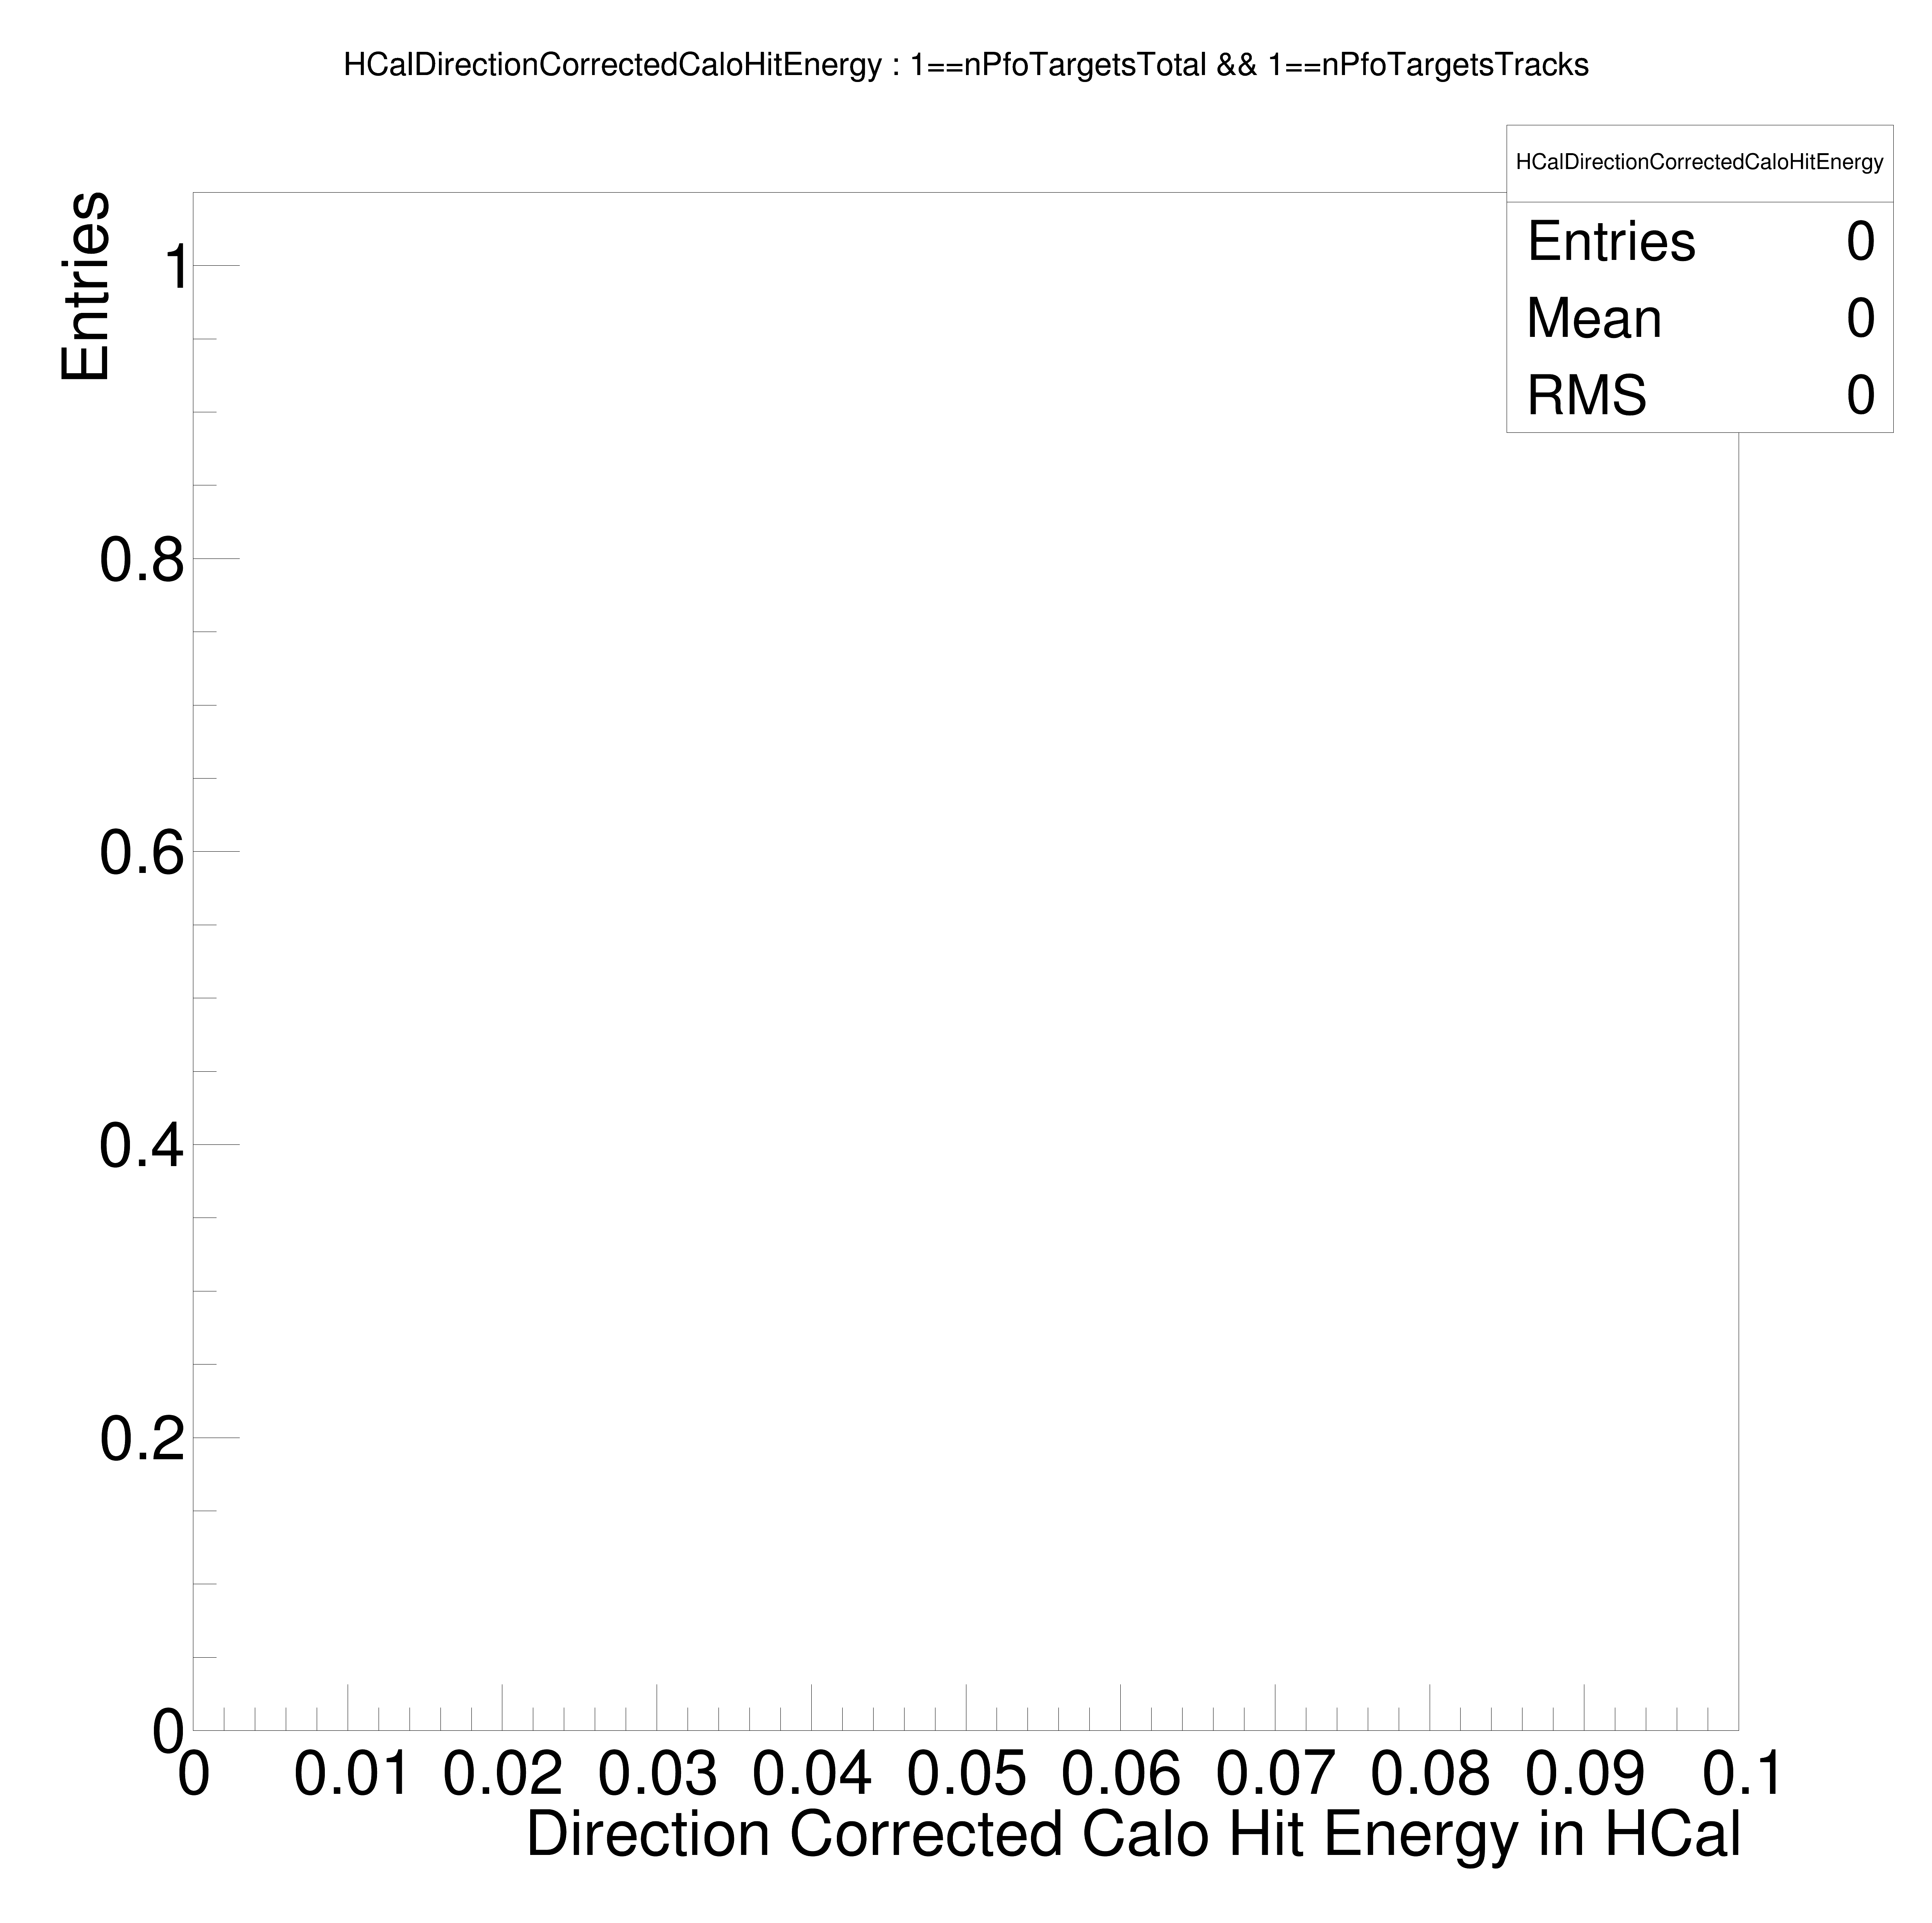 HCalDirectionCorrectedCaloHitEnergy : 1==nPfoTargetsTotal && 1==nPfoTargetsTracks
HCalDirectionCorrectedCaloHitEnergy
Entries 0
Mean 0
RMS 0
Entries
1
0.8
0.6
0.4
0.2
0
0 0.01 0.02 0.03 0.04 0.05 0.06 0.07 0.08 0.09 0.1
Direction Corrected Calo Hit Energy in HCal